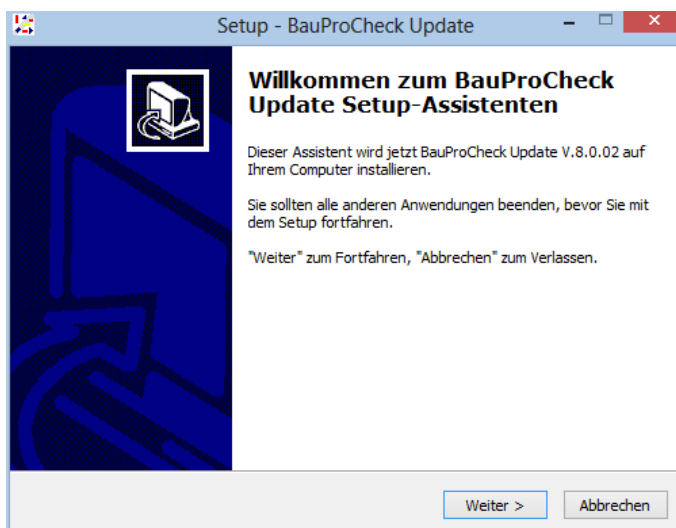 Setup - BauProCheck Update
Willkommen zum BauProCheck
Update Setup-Assistenten
Dieser Assistent wird jetzt BauProCheck Update V.8.0.02 auf
Ihrem Computer installieren.
Sie sollten alle anderen Anwendungen beenden, bevor Sie mit
dem Setup fortfahren.
"Weiter" zum Fortfahren, "Abbrechen" zum Verlassen.
Weiter >
Abbrechen